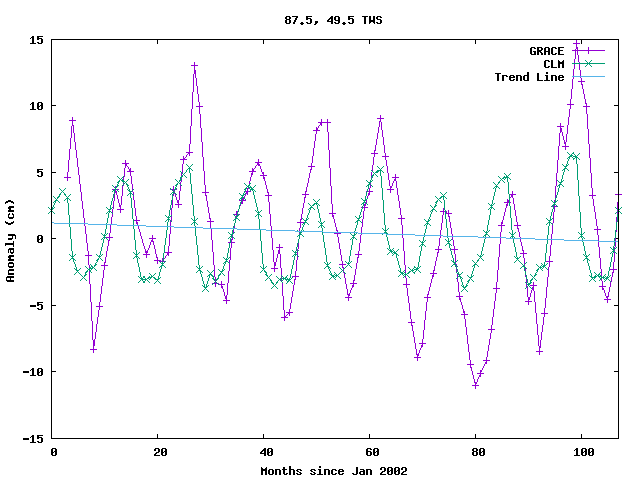 87.5, 49.5 TWS
GRACE
CLM
Trend Line
15
10
5
0
-5
-10
-15
Anomaly (cm)
0 20 40 60 80 100
Months since Jan 2002